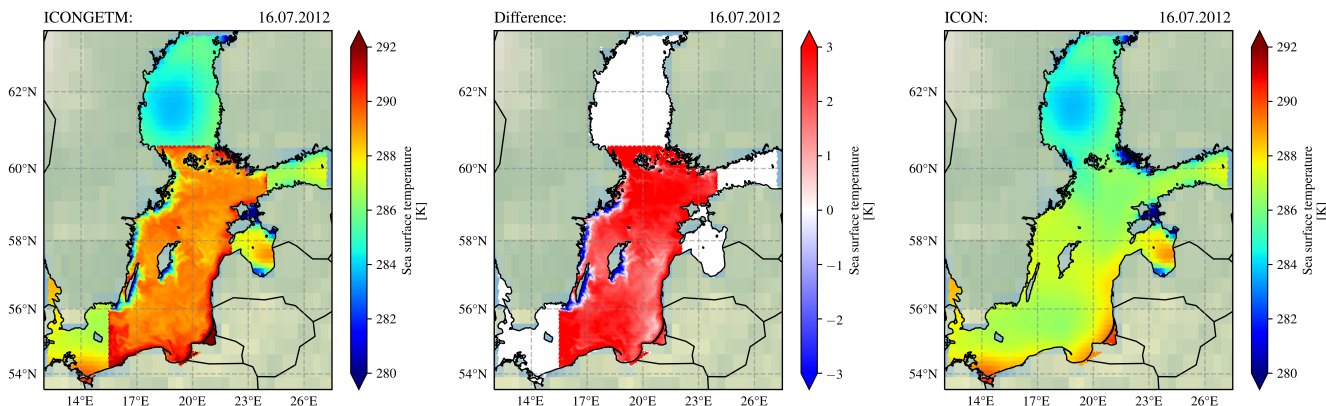 ICONGETM: 16.07.2012
62°N
60°N
58°N
56°N
54°N
14°E 17°E 20°E 23°E 26°E
292
290
288
286
284
282
280
Sea surface temperature
[K]
Difference: 16.07.2012
62°N
60°N
58°N
56°N
54°N
14°E 17°E 20°E 23°E 26°E
3
2
1
0
−1
−2
−3
Sea surface temperature
[K]
ICON: 16.07.2012
62°N
60°N
58°N
56°N
54°N
14°E 17°E 20°E 23°E 26°E
292
290
288
286
284
282
280
Sea surface temperature
[K]